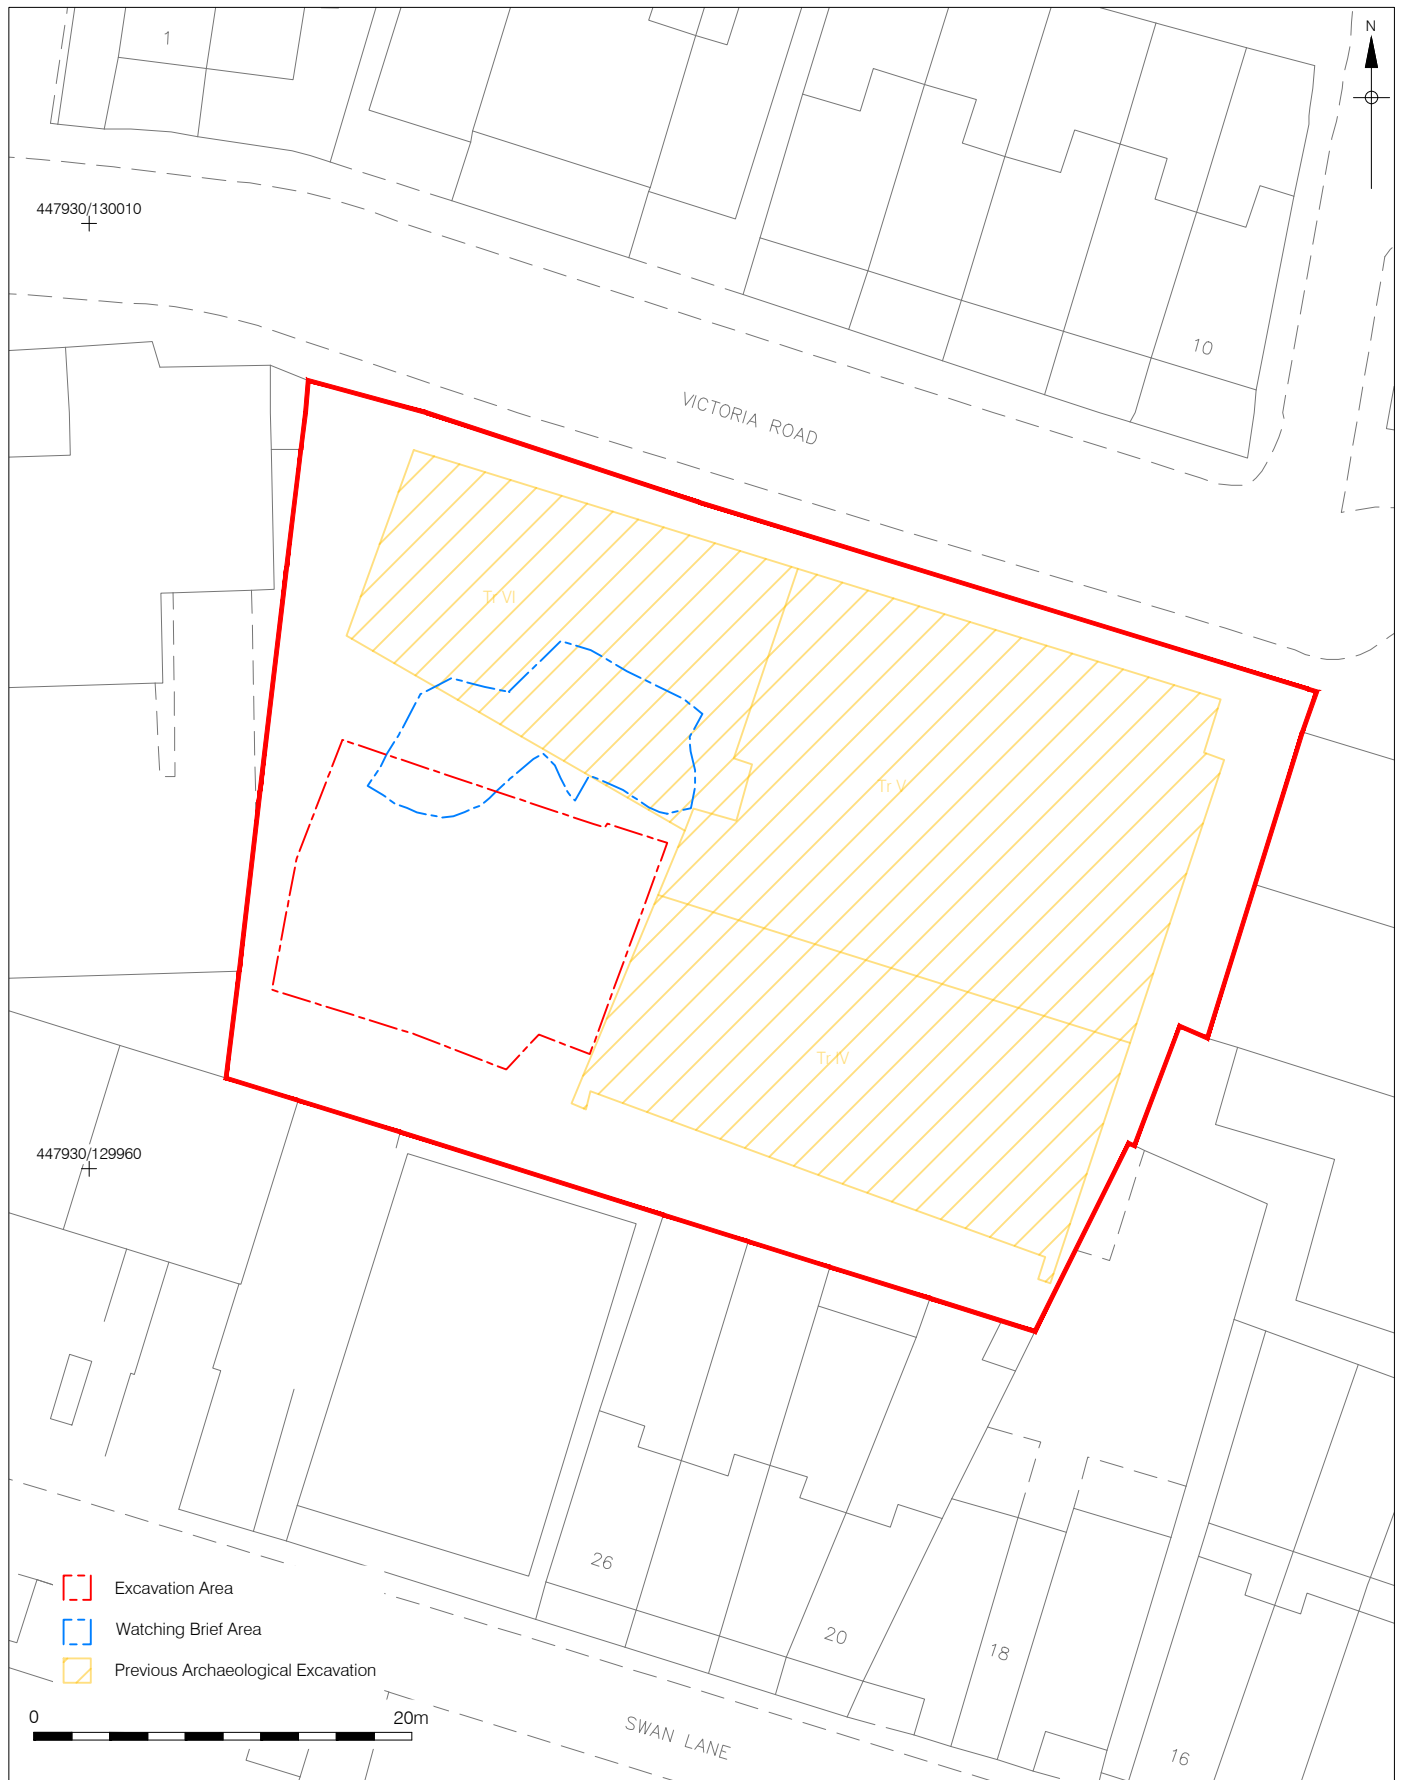 1
N
447930/130010
10
VICTORIA ROAD
Tr VI
Tr V
Tr IV
447930/129960
26
Excavation Area
Watching Brief Area
20
18
Previous Archaeological Excavation
0 20m
SWAN LANE
16